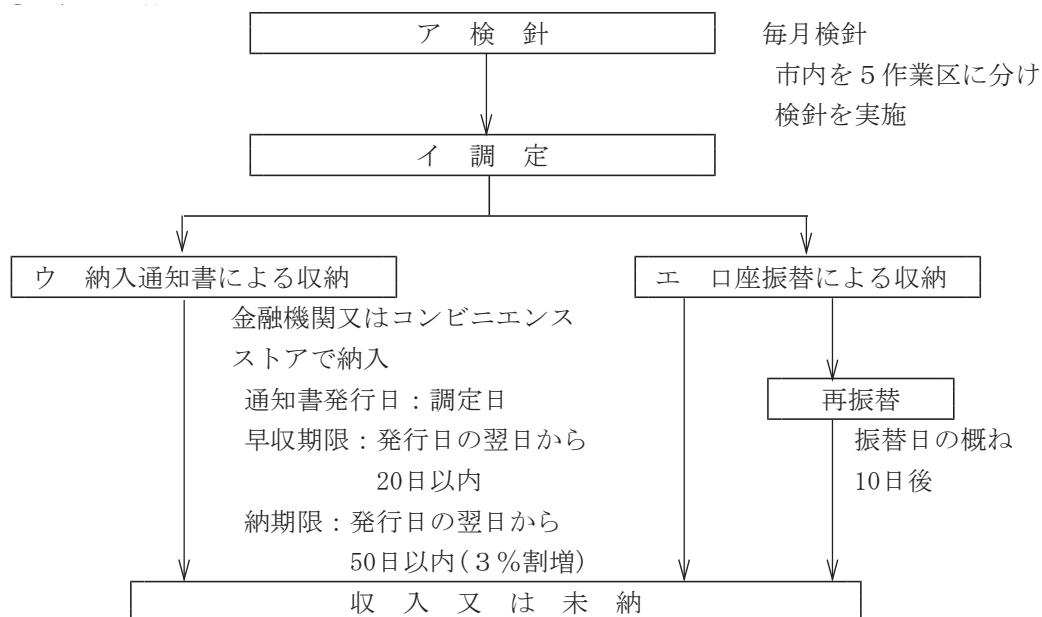 ア 検 針
毎月検針
市内を５作業区に分け
検針を実施
イ 調 定
ウ 納入通知書による収納
エ 口座振替による収納
金融機関又はコンビニエンス
ストアで納入
通知書発行日：調定日
早収期限：発行日の翌日から
20日以内
納期限：発行日の翌日から
50日以内(３％割増)
再振替
振替日の概ね
10日後
収 入 又 は 未 納